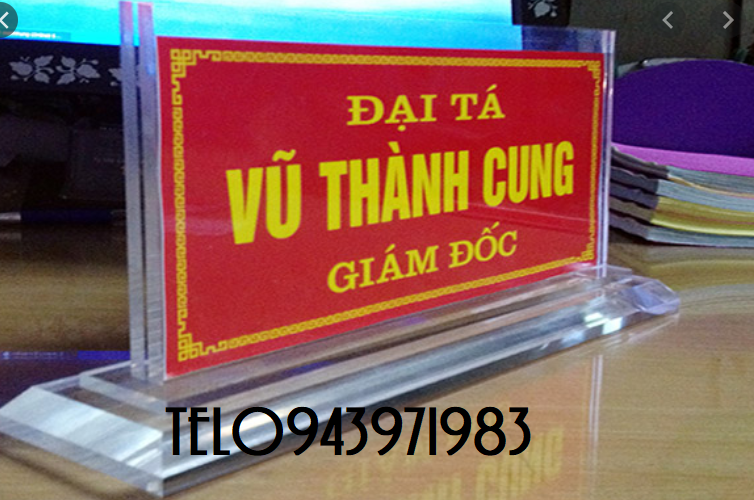 ĐẠI TÁ
VŨ THÀNH CUNG
GIÁM ĐỐC
TEL0943971983